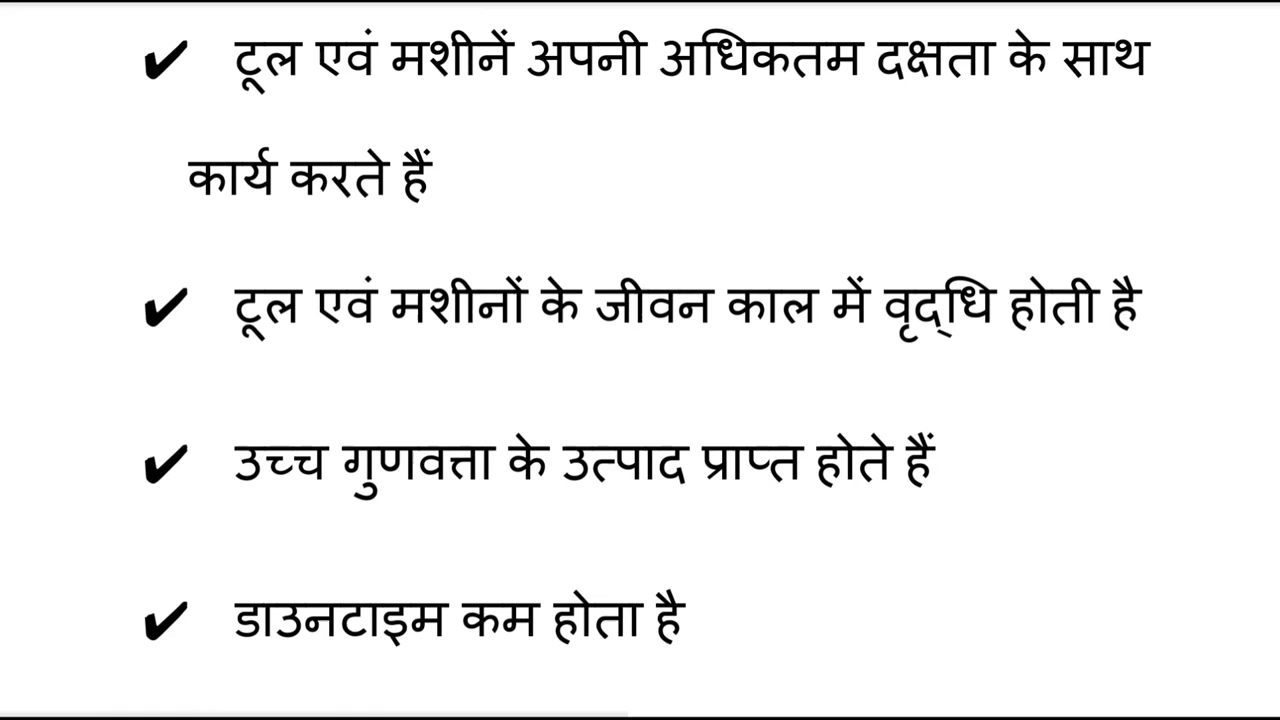 ✔ टूल एवं मशीनें अपनी अधिकतम दक्षता के साथ
कार्य करते हैं
✔ टूल एवं मशीनों के जीवन काल में वृद्धि होती है
✔ उच्च गुणवत्ता के उत्पाद प्राप्त होते हैं
✔ डाउनटाइम कम होता है